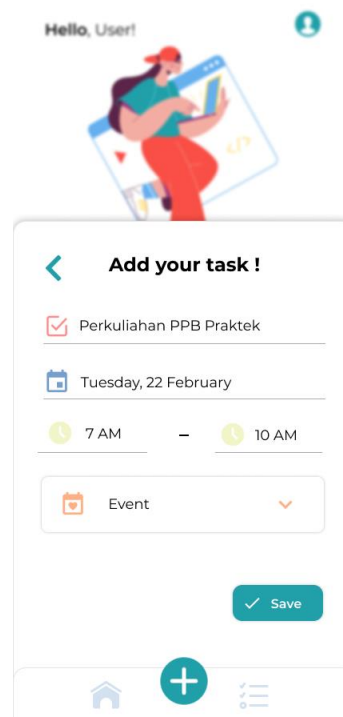 Hello, User!
Add your task !
Perkuliahan PPB Praktek
Tuesday, 22 February
7 AM – 10 AM
Event
Save